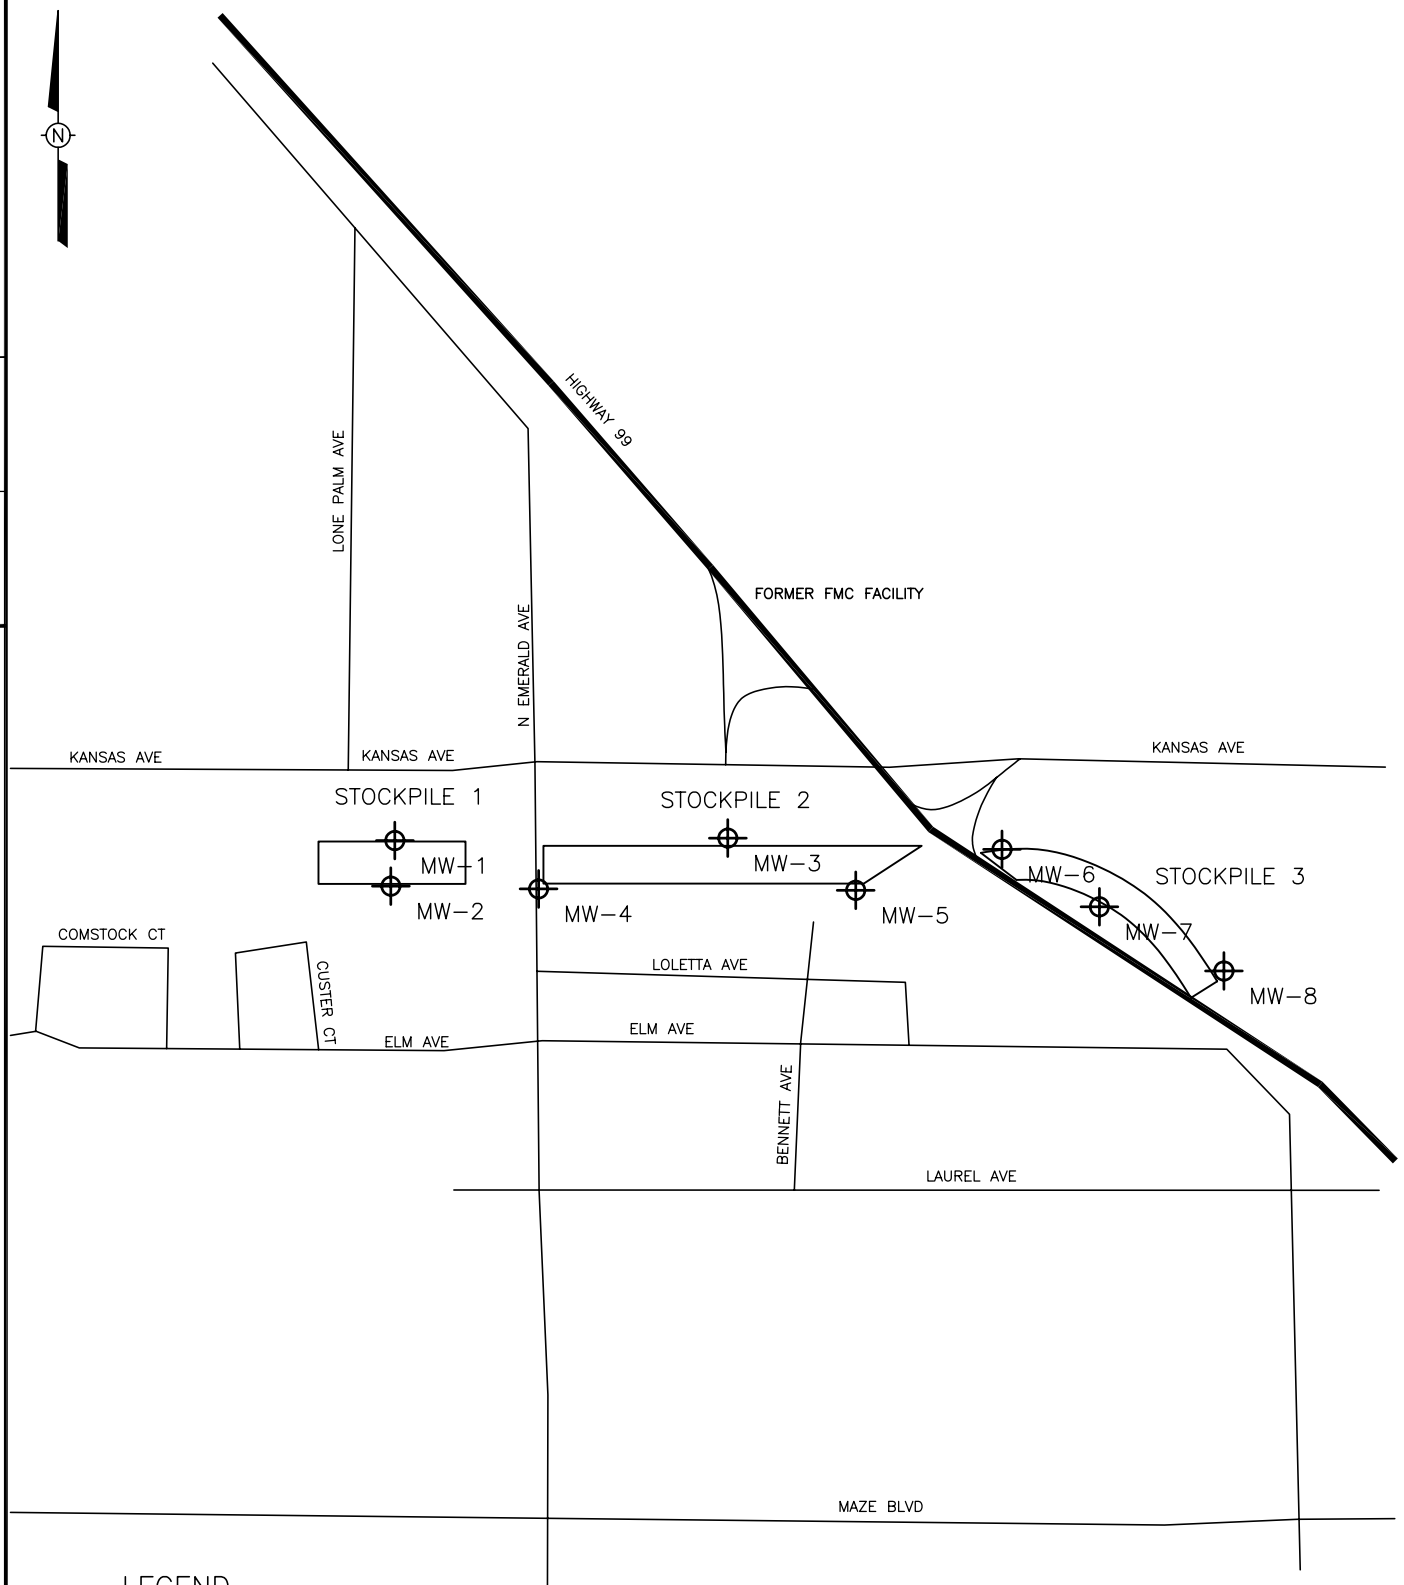 N
HIGHWAY 99
LONE PALM AVE
FORMER FMC FACILITY
N EMERALD AVE
KANSAS AVE
KANSAS AVE
KANSAS AVE
STOCKPILE 1
STOCKPILE 2
MW-1
MW-3
MW-6
STOCKPILE 3
MW-2
MW-4
MW-5
MW-7
COMSTOCK CT
CUSTER CT
LOLETTA AVE
MW-8
ELM AVE
ELM AVE
BENNETT AVE
LAUREL AVE
MAZE BLVD
LEGEND